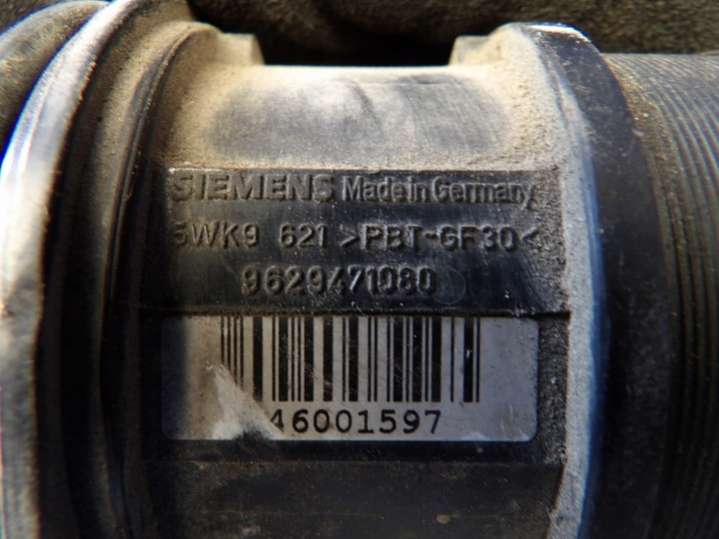 SIEMENS Made in Germany
5WK9 621 >PBT-GF30<
9629471080
46001597